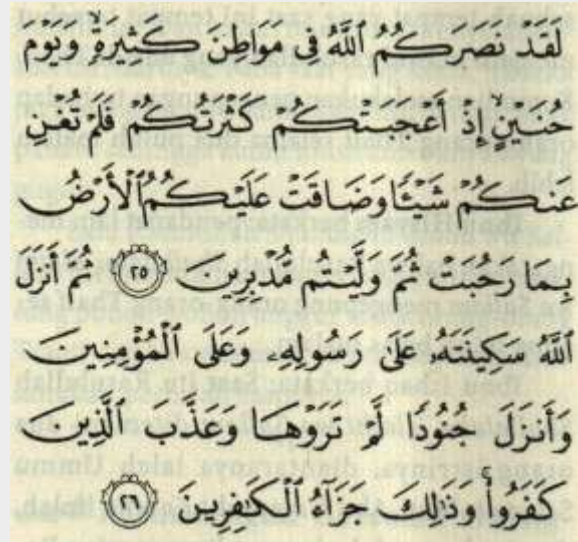 لَقَدْ نَصَرَكُمُ ٱللَّهُ فِى مَوَاطِنَ كَثِيرَةٍ وَيَوْمَ
حُنَيْنٍ إِذْ أَعْجَبَتْكُمْ كَثْرَتُكُمْ فَلَمْ تُغْنِ
عَنكُمْ شَيْـًٔا وَضَاقَتْ عَلَيْكُمُ ٱلْأَرْضُ
بِمَا رَحُبَتْ ثُمَّ وَلَّيْتُم مُّدْبِرِينَ ٢٥ ثُمَّ أَنزَلَ
ٱللَّهُ سَكِينَتَهُۥ عَلَىٰ رَسُولِهِۦ وَعَلَى ٱلْمُؤْمِنِينَ
وَأَنزَلَ جُنُودًا لَّمْ تَرَوْهَا وَعَذَّبَ ٱلَّذِينَ
كَفَرُوا۟ وَذَٰلِكَ جَزَآءُ ٱلْكَٰفِرِينَ ٢٦